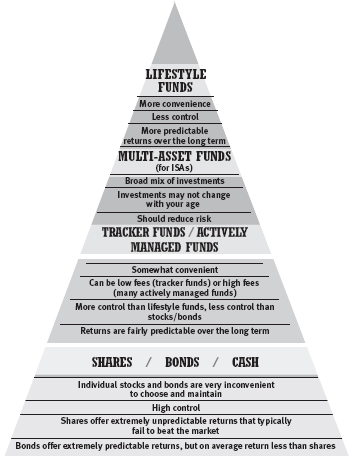 LIFESTYLE
FUNDS
More convenience
Less control
More predictable
returns over the long term
MULTI-ASSET FUNDS
(for ISAs)
Broad mix of investments
Investments may not change
with your age
Should reduce risk
TRACKER FUNDS / ACTIVELY
MANAGED FUNDS
Somewhat convenient
Can be low fees (tracker funds) or high fees
(many actively managed funds)
More control than lifestyle funds, less control than
stocks/bonds
Returns are fairly predictable over the long term
SHARES / BONDS / CASH
Individual stocks and bonds are very inconvenient
to choose and maintain
High control
Shares offer extremely unpredictable returns that typically
fail to beat the market
Bonds offer extremely predictable returns, but on average return less than shares